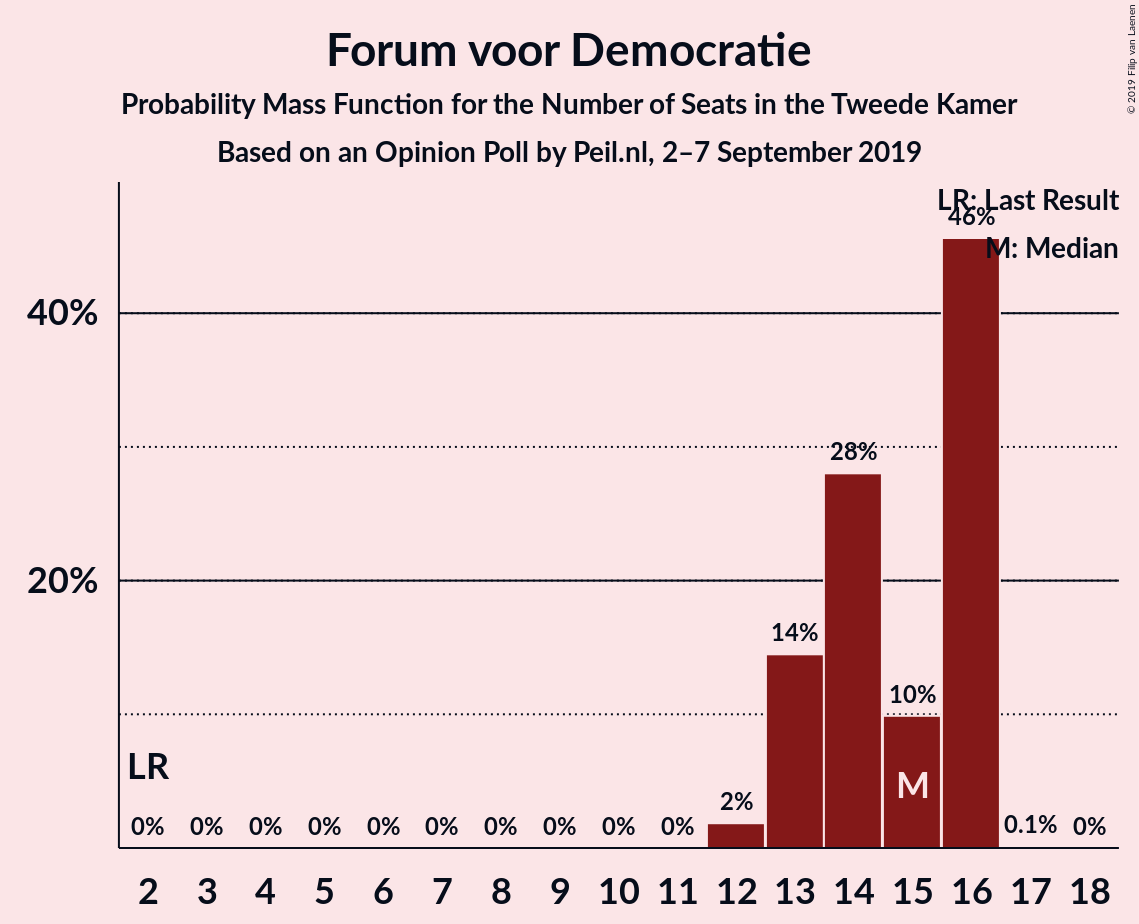 Forum voor Democratie
Probability Mass Function for the Number of Seats in the Tweede Kamer
Based on an Opinion Poll by Peil.nl, 2–7 September 2019
© 2019 Filip van Laenen
LR: Last Result
M: Median
46%
40%
28%
20%
14%
10%
LR
M
2%
0% 0% 0% 0% 0% 0% 0% 0% 0% 0% 0.1% 0%
2 3 4 5 6 7 8 9 10 11 12 13 14 15 16 17 18